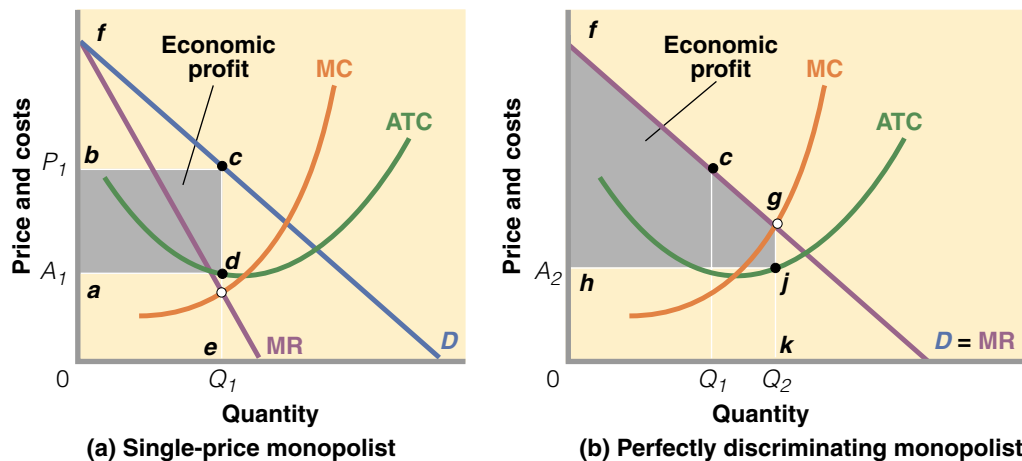 f
Economic
profit
MC
ATC
Price and costs
P1
b
c
A1
a
d
e
MR
D
0
Q1
Quantity
(a) Single-price monopolist
f
Economic
profit
MC
ATC
Price and costs
c
g
A2
h
j
k
D = MR
0
Q1
Q2
Quantity
(b) Perfectly discriminating monopolist